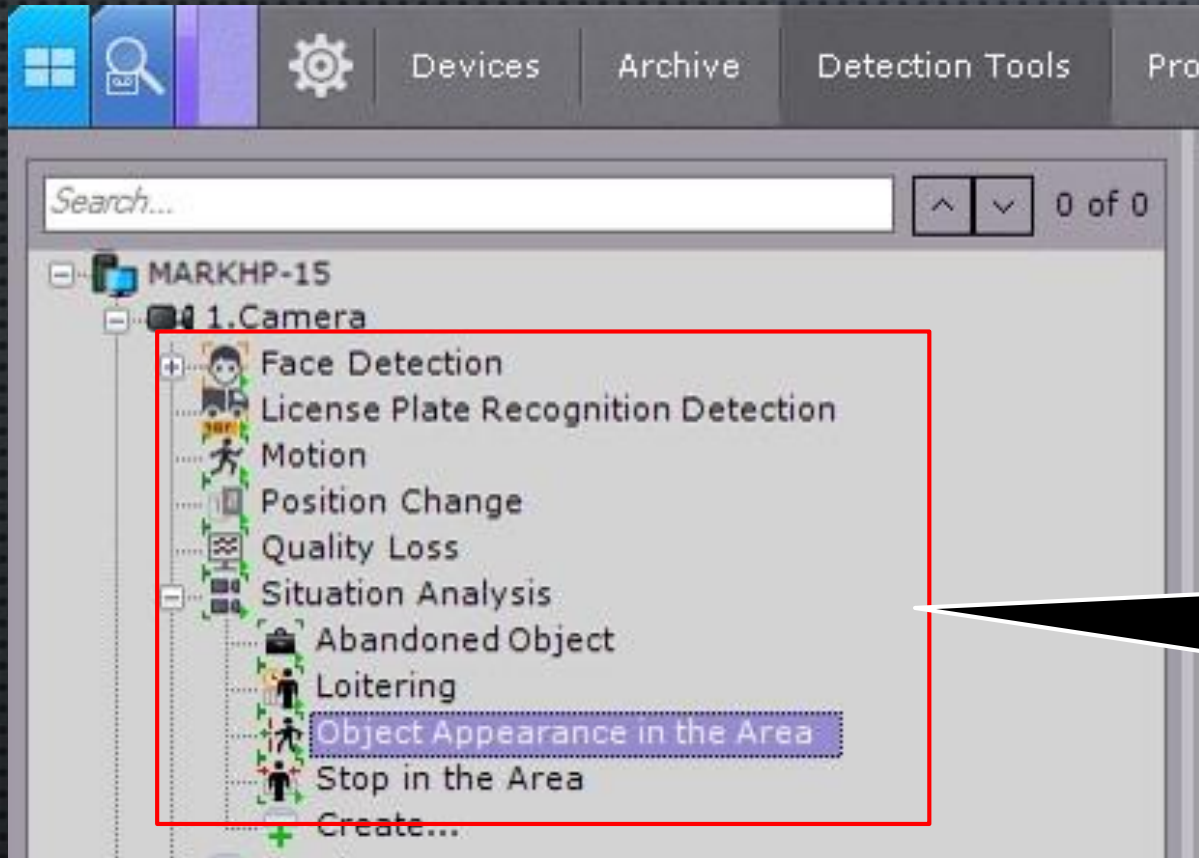 Devices Archive Detection Tools Pro
Search... 0 of 0
MARKHP-15
1.Camera
Face Detection
License Plate Recognition Detection
Motion
Position Change
Quality Loss
Situation Analysis
Abandoned Object
Loitering
Object Appearance in the Area
Stop in the Area
Create...